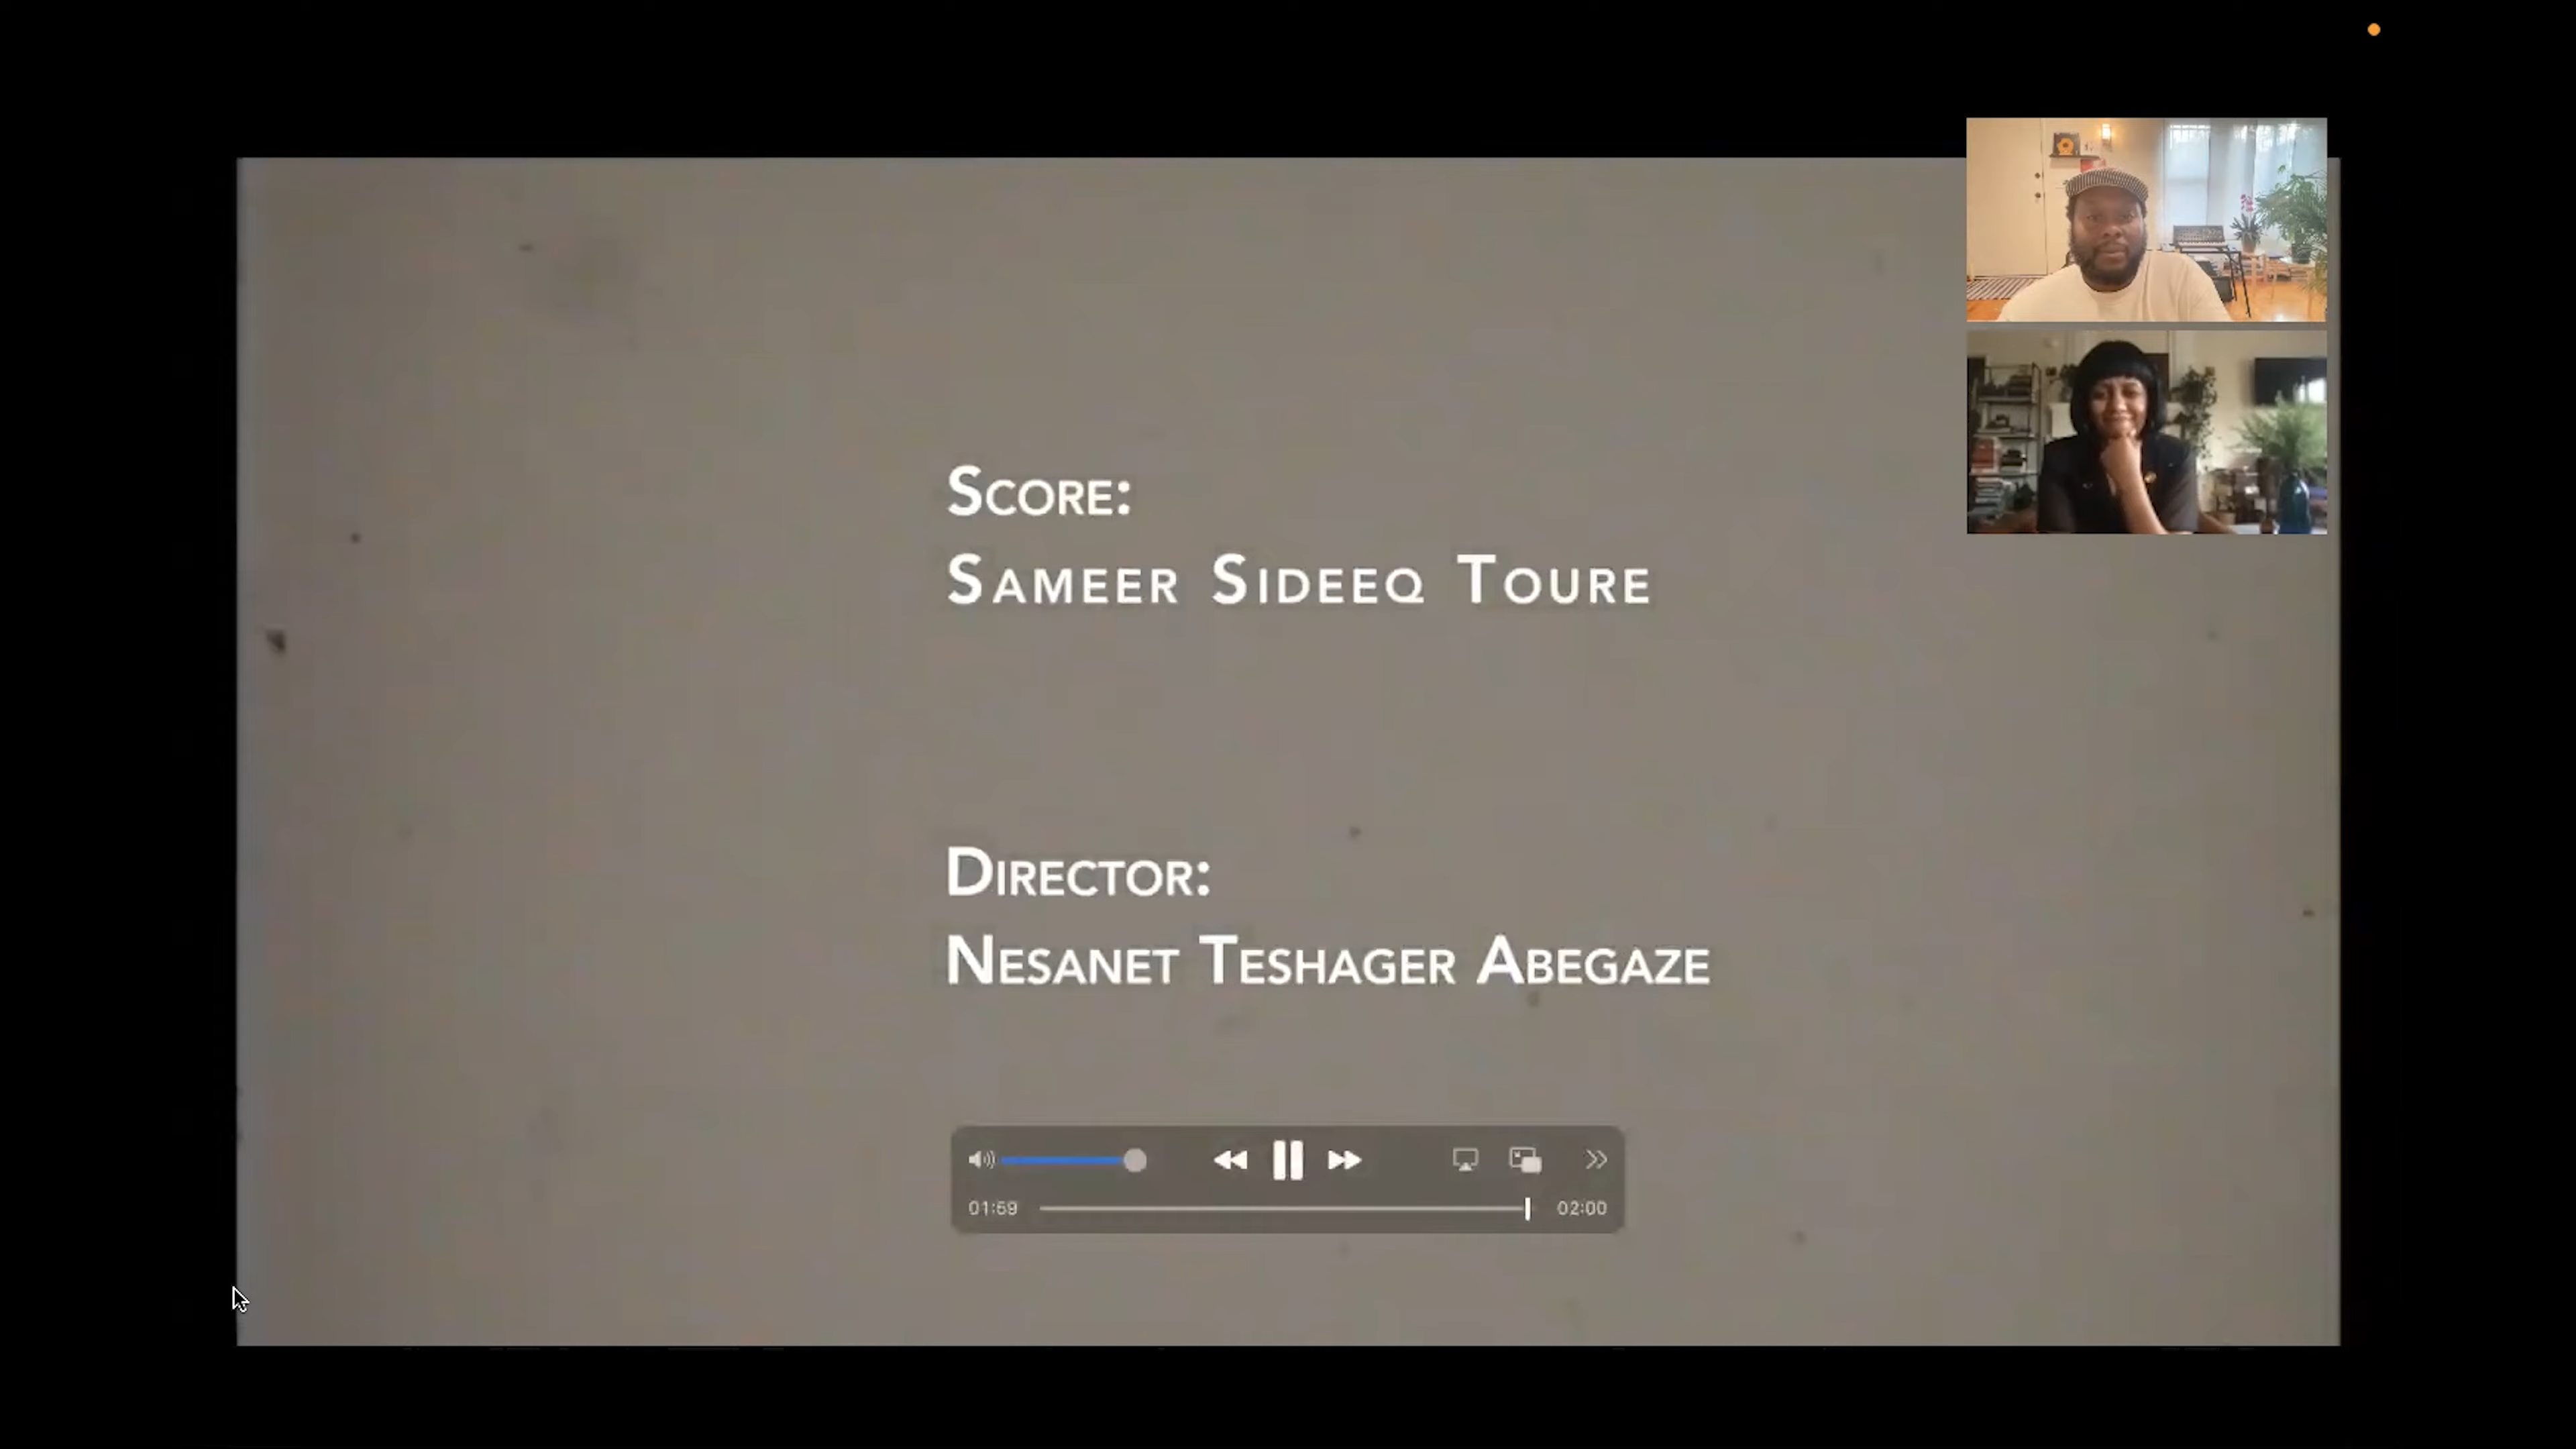 Score:
Sameer Sideeq Toure
Director:
Nesanet Teshager Abegaze
01:59
02:00